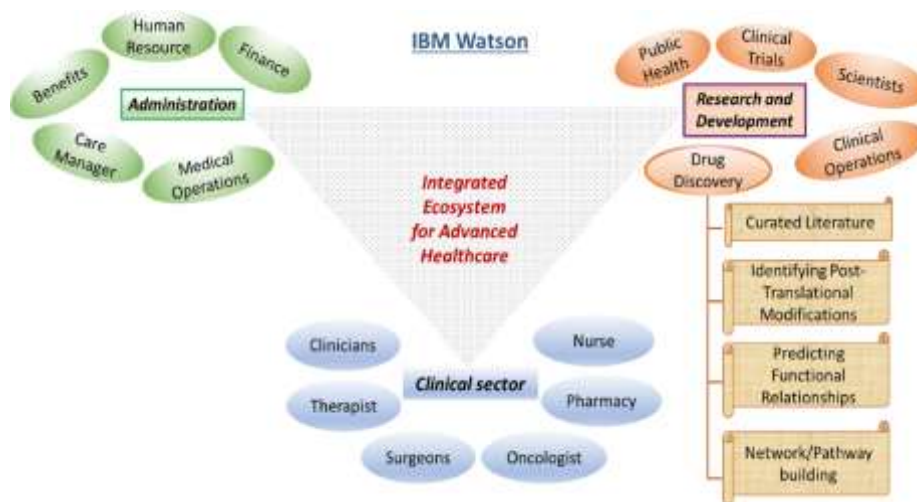 IBM Watson
Human
Resource
Finance
Benefits
Administration
Care
Manager
Medical
Operations
Public
Health
Clinical
Trials
Scientists
Research and
Development
Clinical Operations
Drug
Discovery
Curated Literature
Identifying Post-
Translational
Modifications
Predicting
Functional
Relationships
Network/Pathway
building
Integrated
Ecosystem
for Advanced
Healthcare
Clinicians
Nurse
Clinical sector
Therapist
Pharmacy
Surgeons
Oncologist